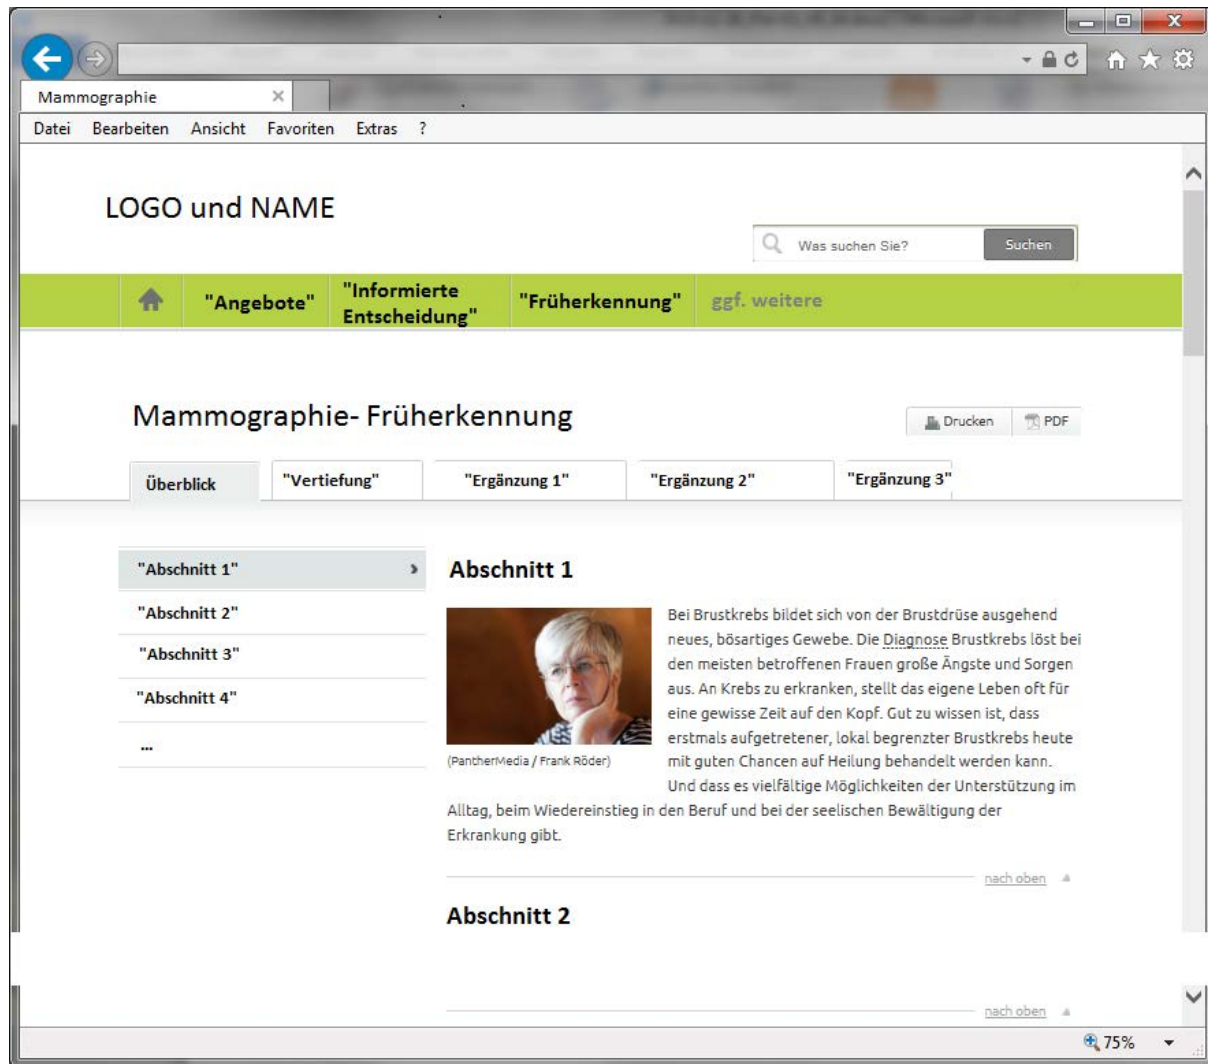 Mammographie
Datei Bearbeiten Ansicht Favoriten Extras ?
LOGO und NAME
Was suchen Sie? Suchen
"Angebote" "Informierte Entscheidung" "Früherkennung" ggf. weitere
Mammographie- Früherkennung
Drucken PDF
Überblick "Vertiefung" "Ergänzung 1" "Ergänzung 2" "Ergänzung 3"
"Abschnitt 1"
"Abschnitt 2"
"Abschnitt 3"
"Abschnitt 4"
...
Abschnitt 1
Bei Brustkrebs bildet sich von der Brustdrüse ausgehend
neues, bösartiges Gewebe. Die Diagnose Brustkrebs löst bei
den meisten betroffenen Frauen große Ängste und Sorgen
aus. An Krebs zu erkranken, stellt das eigene Leben oft für
eine gewisse Zeit auf den Kopf. Gut zu wissen ist, dass
erstmals aufgetretener, lokal begrenzter Brustkrebs heute
mit guten Chancen auf Heilung behandelt werden kann.
Und dass es vielfältige Möglichkeiten der Unterstützung im
Alltag, beim Wiedereinstieg in den Beruf und bei der seelischen Bewältigung der
Erkrankung gibt.
(PantherMedia / Frank Röder)
nach oben
Abschnitt 2
nach oben
75%